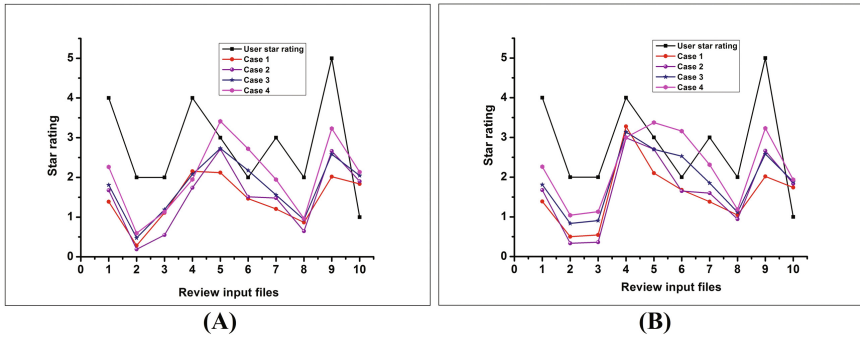 User star rating
Case 1
Case 2
Case 3
Case 4
5
4
3
2
1
0
Star rating
0 1 2 3 4 5 6 7 8 9 10
Review input files
(A)
User star rating
Case 1
Case 2
Case 3
Case 4
5
4
3
2
1
0
Star rating
0 1 2 3 4 5 6 7 8 9 10
Review input files
(B)